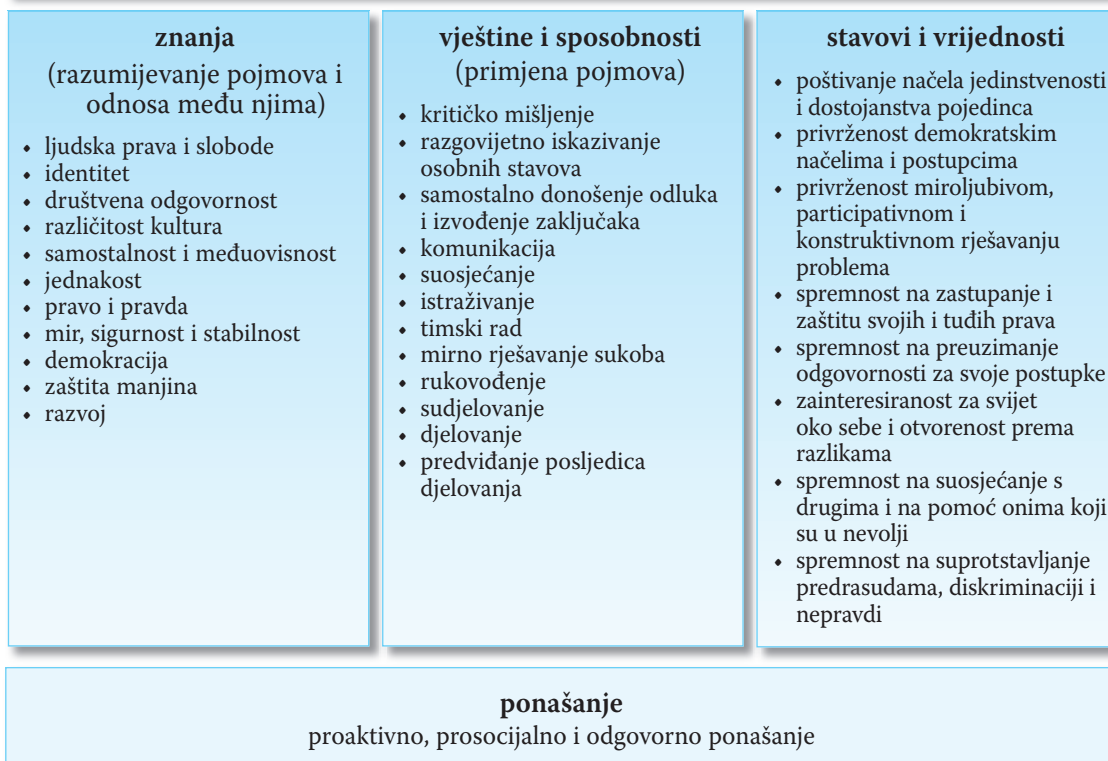 znanja
(razumijevanje pojmova i
odnosa među njima)
• ljudska prava i slobode
• identitet
• društvena odgovornost
• različitost kultura
• samostalnost i međuovisnost
• jednakost
• pravo i pravda
• mir, sigurnost i stabilnost
• demokracija
• zaštita manjina
• razvoj
vještine i sposobnosti
(primjena pojmova)
• kritičko mišljenje
• razgovijetno iskazivanje
osobnih stavova
• samostalno donošenje odluka
i izvođenje zaključaka
• komunikacija
• suosjećanje
• istraživanje
• timski rad
• mirno rješavanje sukoba
• rukovođenje
• sudjelovanje
• djelovanje
• predviđanje posljedica
djelovanja
stavovi i vrijednosti
• poštivanje načela jedinstvenosti
i dostojanstva pojedinca
• privrženost demokratskim
načelima i postupcima
• privrženost miroljubivom,
participativnom i
konstruktivnom rješavanju
problema
• spremnost na zastupanje i
zaštitu svojih i tuđih prava
• spremnost na preuzimanje
odgovornosti za svoje postupke
• zainteresiranost za svijet
oko sebe i otvorenost prema
razlikama
• spremnost na suosjećanje s
drugima i na pomoć onima koji
su u nevolji
• spremnost na suprotstavljanje
predrasudama, diskriminaciji i
nepravdi
ponašanje
proaktivno, prosocijalno i odgovorno ponašanje